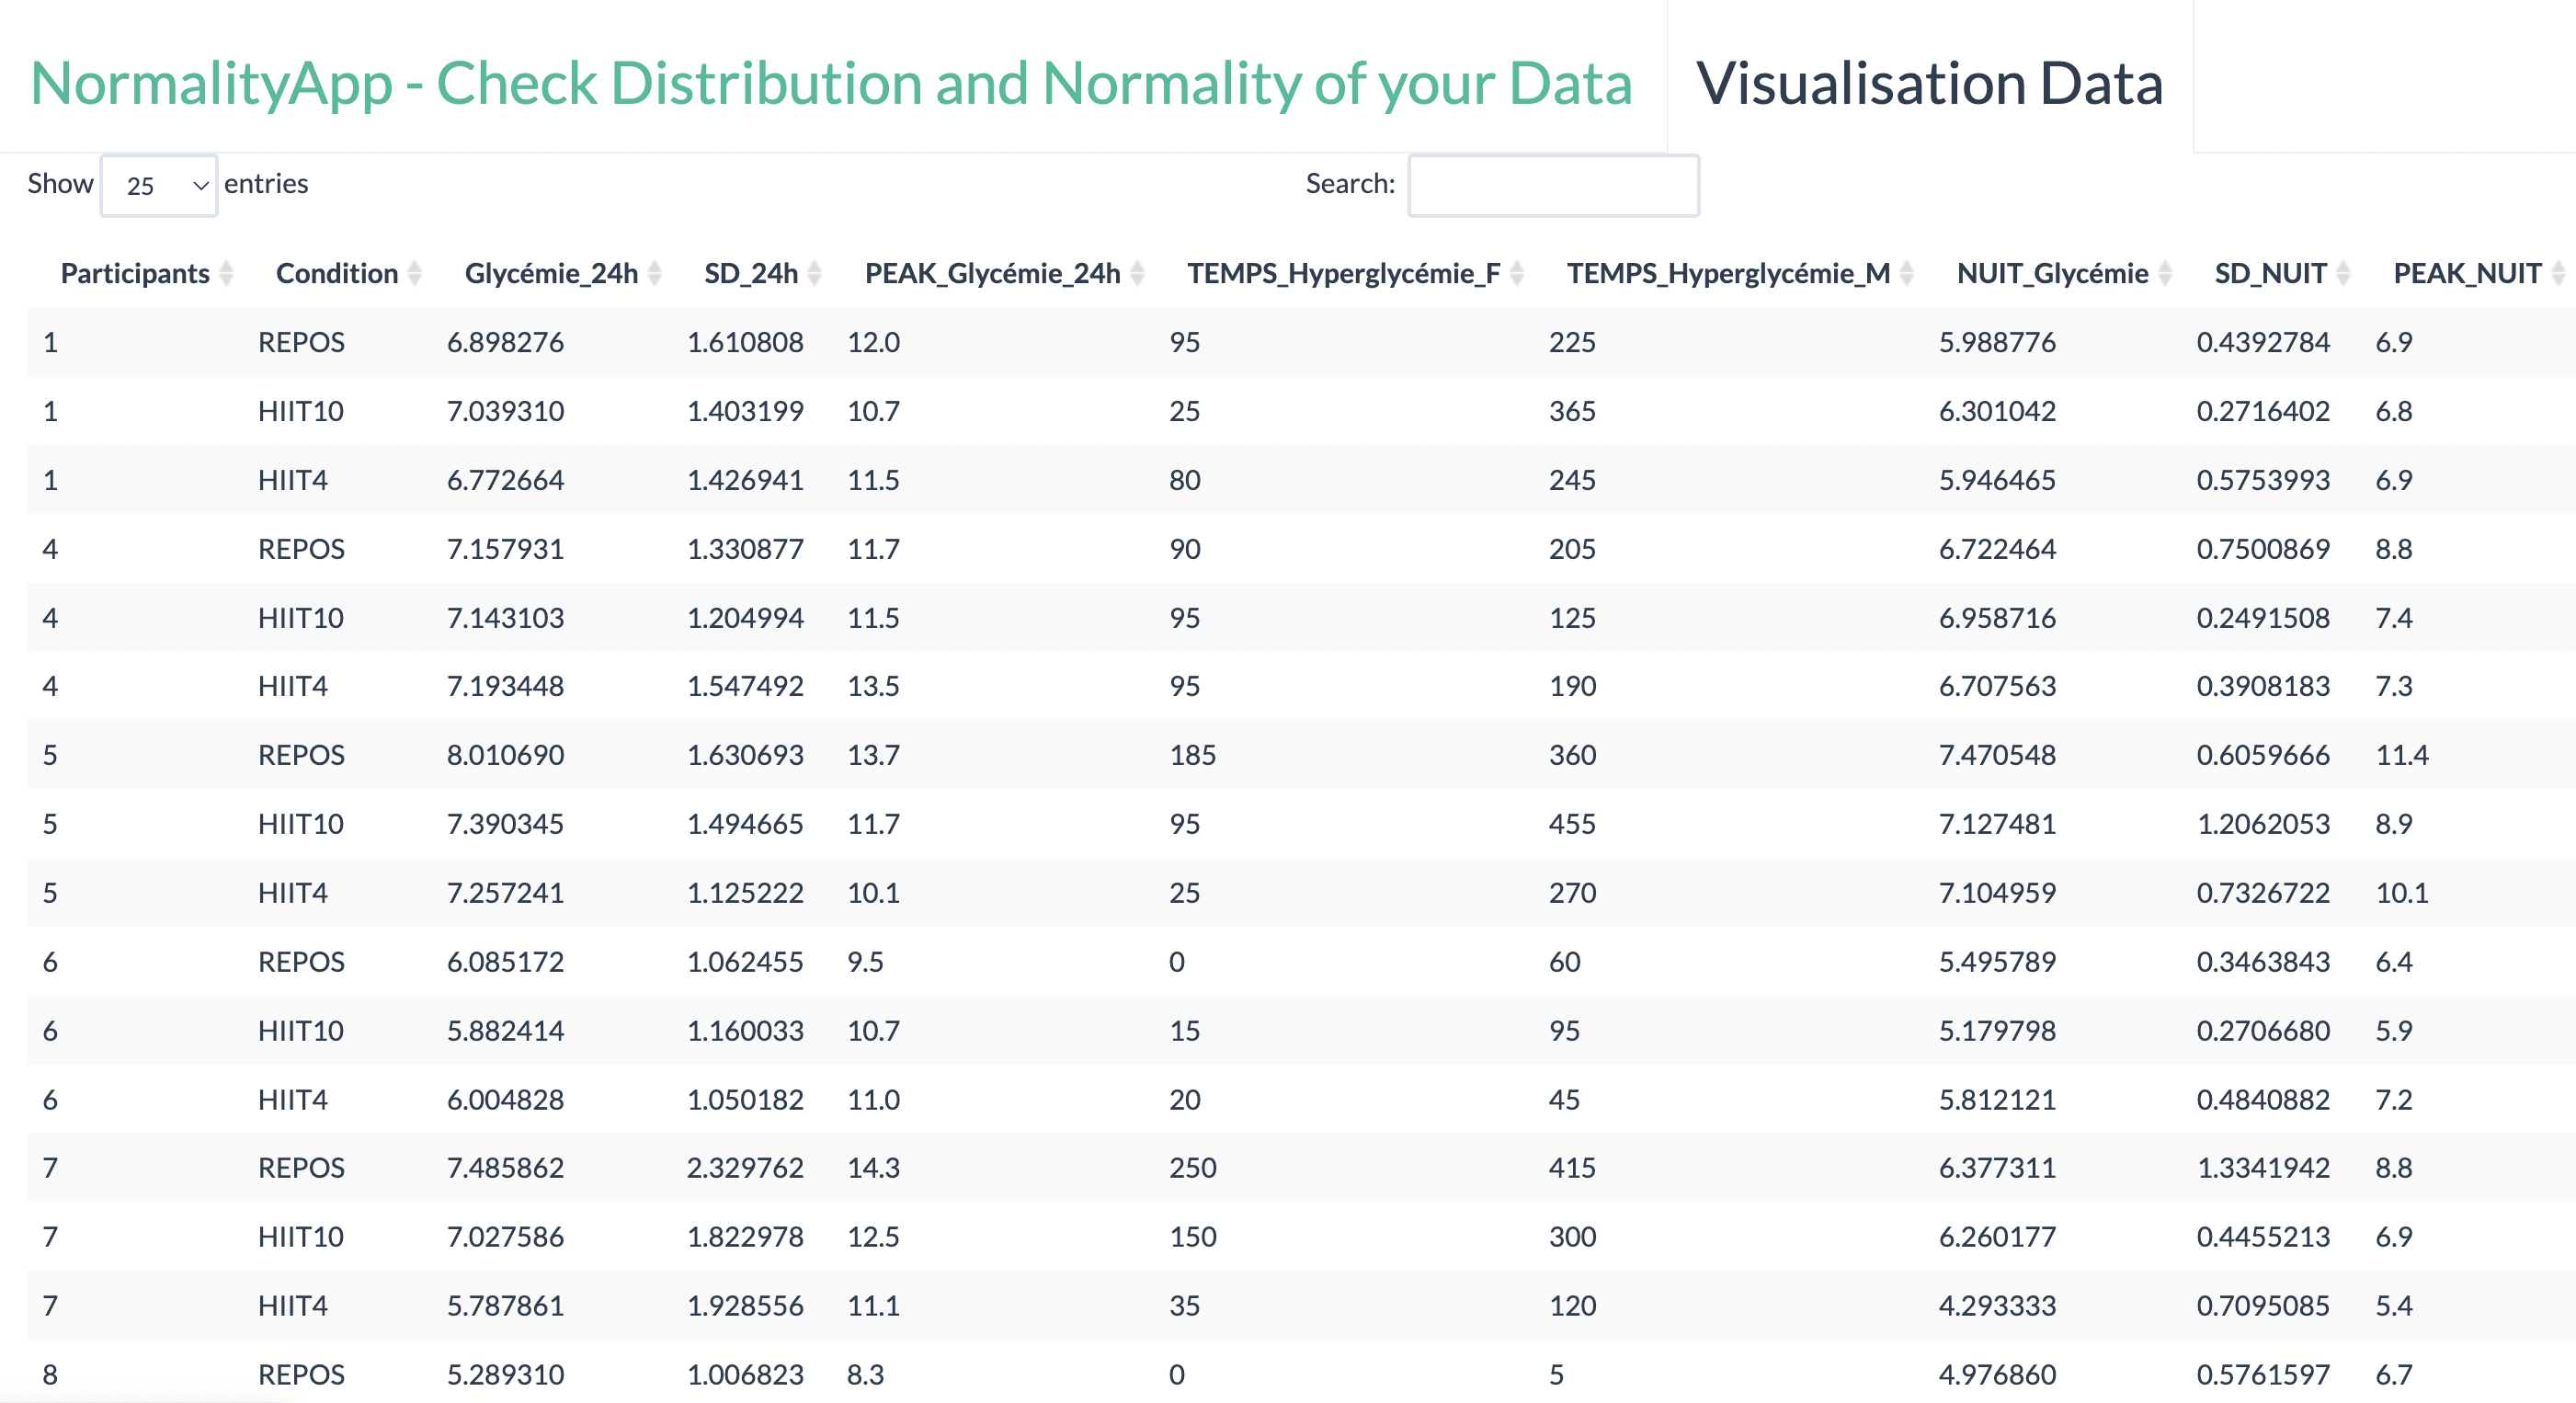 NormalityApp - Check Distribution and Normality of your Data Visualisation Data
Show 25 entries Search:
Participants Condition Glycémie_24h SD_24h PEAK_Glycémie_24h TEMPS_Hyperglycémie_F TEMPS_Hyperglycémie_M NUIT_Glycémie SD_NUIT PEAK_NUIT
1 REPOS 6.898276 1.610808 12.0 95 225 5.988776 0.4392784 6.9
1 HIIT10 7.039310 1.403199 10.7 25 365 6.301042 0.2716402 6.8
1 HIIT4 6.772664 1.426941 11.5 80 245 5.946465 0.5753993 6.9
4 REPOS 7.157931 1.330877 11.7 90 205 6.722464 0.7500869 8.8
4 HIIT10 7.143103 1.204994 11.5 95 125 6.958716 0.2491508 7.4
4 HIIT4 7.193448 1.547492 13.5 95 190 6.707563 0.3908183 7.3
5 REPOS 8.010690 1.630693 13.7 185 360 7.470548 0.6059666 11.4
5 HIIT10 7.390345 1.494665 11.7 95 455 7.127481 1.2062053 8.9
5 HIIT4 7.257241 1.125222 10.1 25 270 7.104959 0.7326722 10.1
6 REPOS 6.085172 1.062455 9.5 0 60 5.495789 0.3463843 6.4
6 HIIT10 5.882414 1.160033 10.7 15 95 5.179798 0.2706680 5.9
6 HIIT4 6.004828 1.050182 11.0 20 45 5.812121 0.4840882 7.2
7 REPOS 7.485862 2.329762 14.3 250 415 6.377311 1.3341942 8.8
7 HIIT10 7.027586 1.822978 12.5 150 300 6.260177 0.4455213 6.9
7 HIIT4 5.787861 1.928556 11.1 35 120 4.293333 0.7095085 5.4
8 REPOS 5.289310 1.006823 8.3 0 5 4.976860 0.5761597 6.7